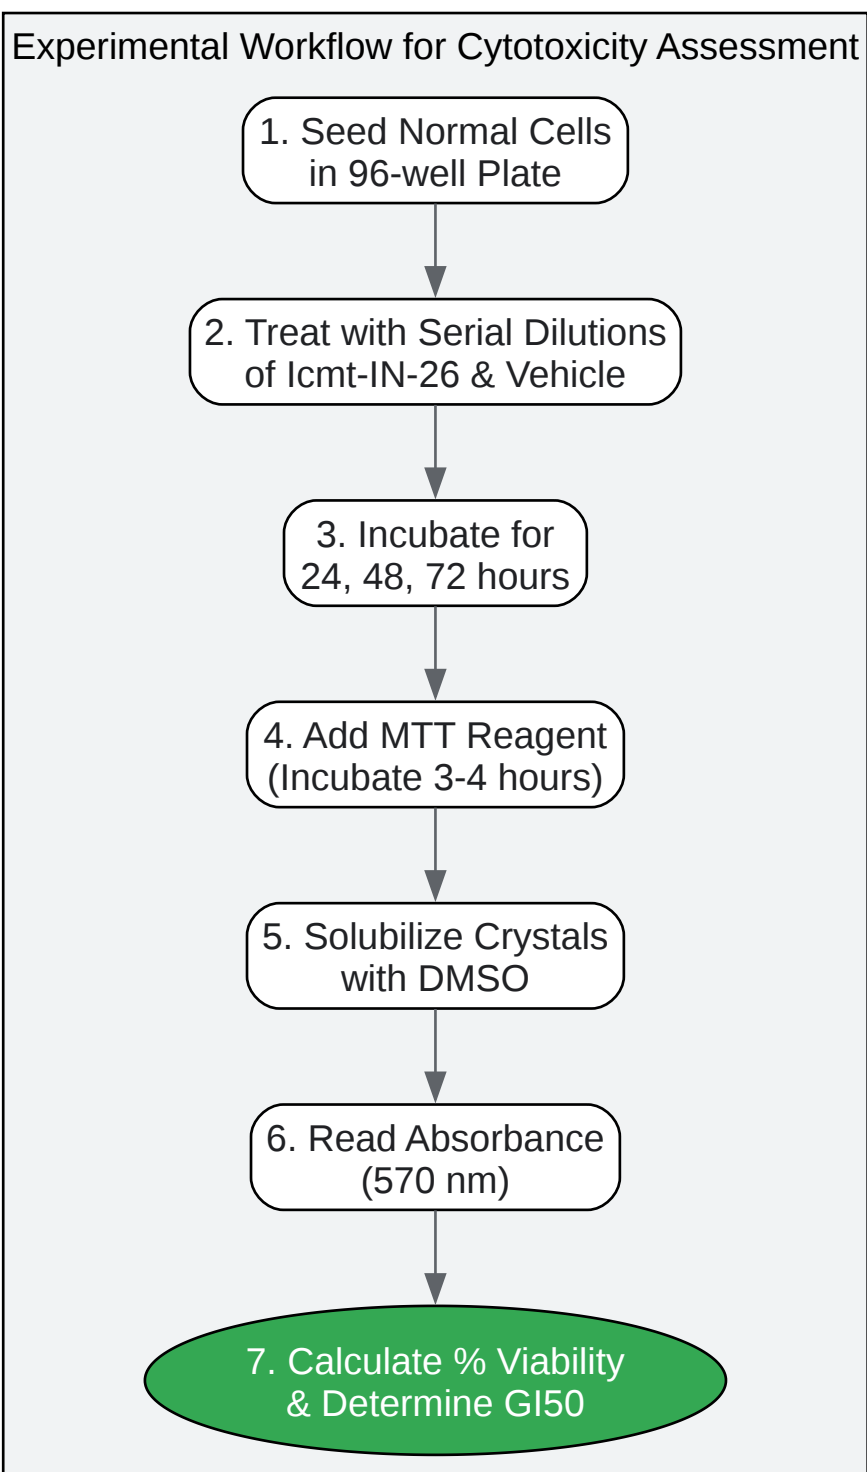 Experimental Workflow for Cytotoxicity Assessment
1. Seed Normal Cells
in 96-well Plate
2. Treat with Serial Dilutions
of Icmt-IN-26 & Vehicle
3. Incubate for
24, 48, 72 hours
4. Add MTT Reagent
(Incubate 3-4 hours)
5. Solubilize Crystals
with DMSO
6. Read Absorbance
(570 nm)
7. Calculate % Viability
& Determine GI50